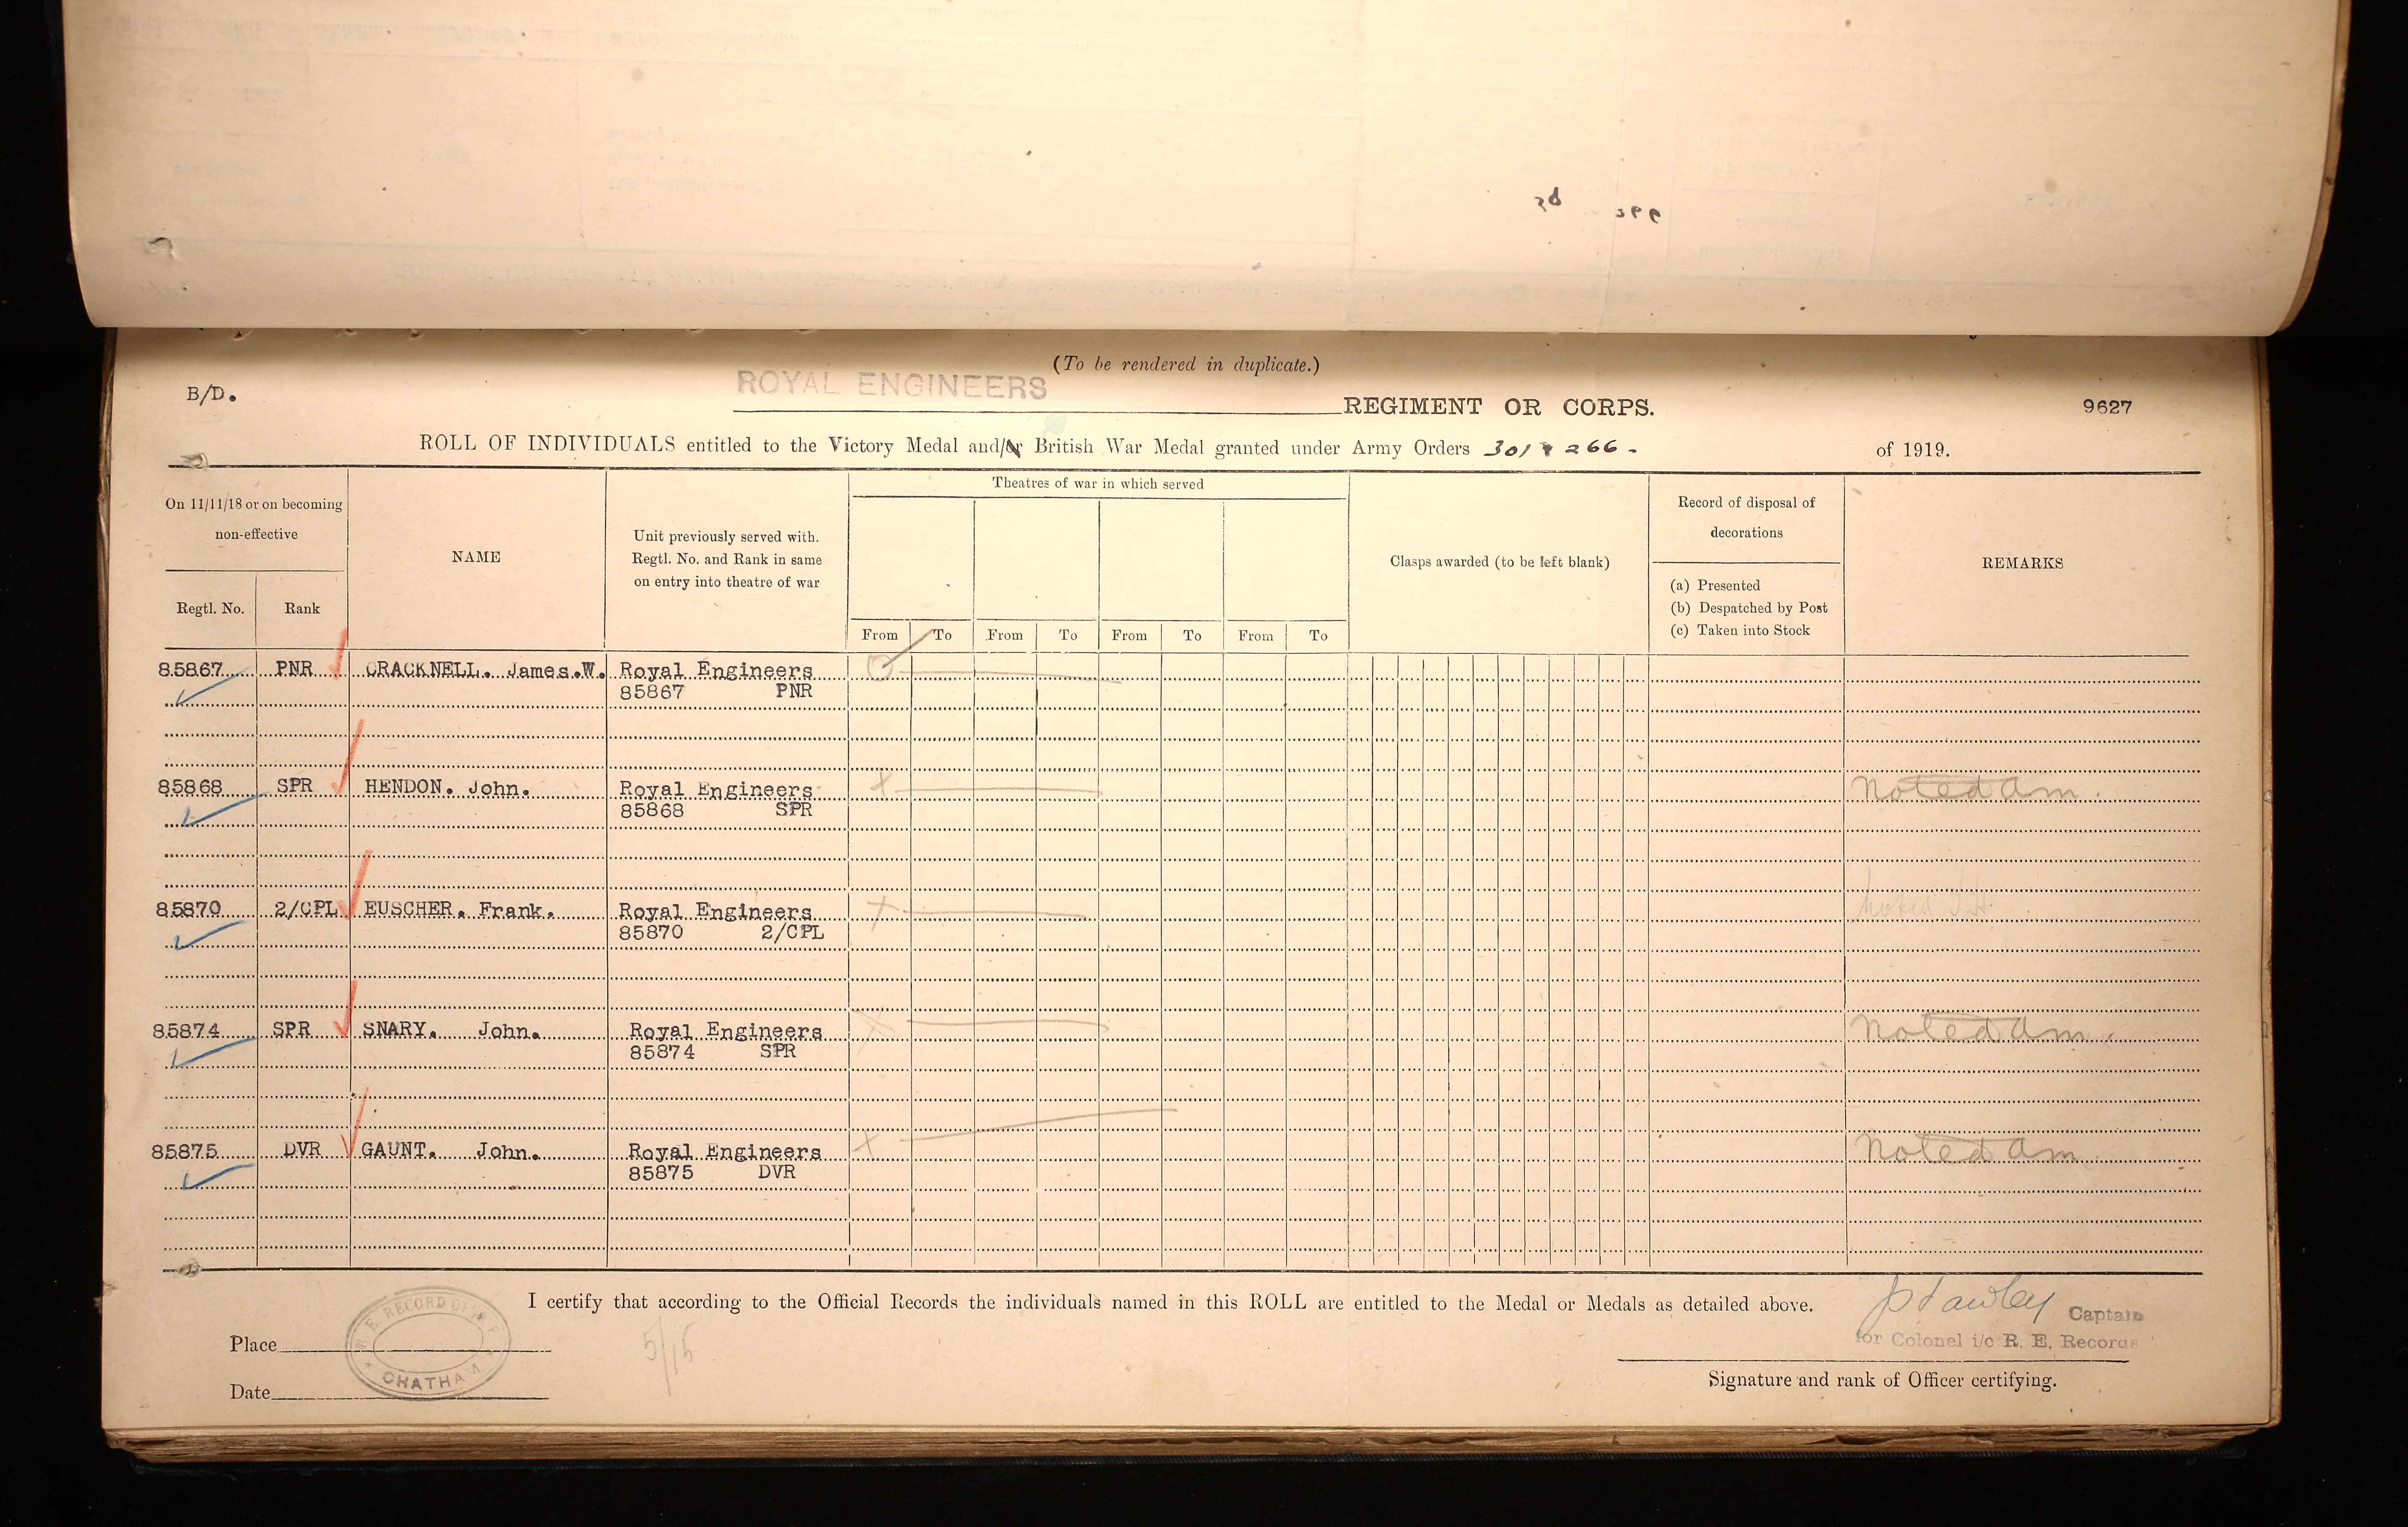 (To be rendered in duplicate.)
B/D.
ROYAL ENGINEERS REGIMENT OR CORPS.
9627
ROLL OF INDIVIDUALS entitled to the Victory Medal and/or British War Medal granted under Army Orders 301 & 266 - of 1919.
On 11/11/18 or on becoming
non-effective
Regtl. No.
Rank
NAME
Unit previously served with.
Regtl. No. and Rank in same
on entry into theatre of war
Theatres of war in which served
From To From To From To From To
Clasps awarded (to be left blank)
Record of disposal of
decorations
(a) Presented
(b) Despatched by Post
(c) Taken into Stock
REMARKS
85867 PNR CRACKNELL. James.W. Royal Engineers
85867 PNR
85868 SPR HENDON. John. Royal Engineers Noted am.
85868 SPR
85870 2/CPL EUSCHER. Frank. Royal Engineers Noted
85870 2/CPL
85874 SPR SNARY. John. Royal Engineers Noted am.
85874 SPR
85875 DVR GAUNT. John. Royal Engineers Noted am
85875 DVR
I certify that according to the Official Records the individuals named in this ROLL are entitled to the Medal or Medals as detailed above.
Captain
for Colonel i/c R. E. Records
Signature and rank of Officer certifying.
Place
Date
R. E. RECORD OFFICE
CHATHAM
5/15